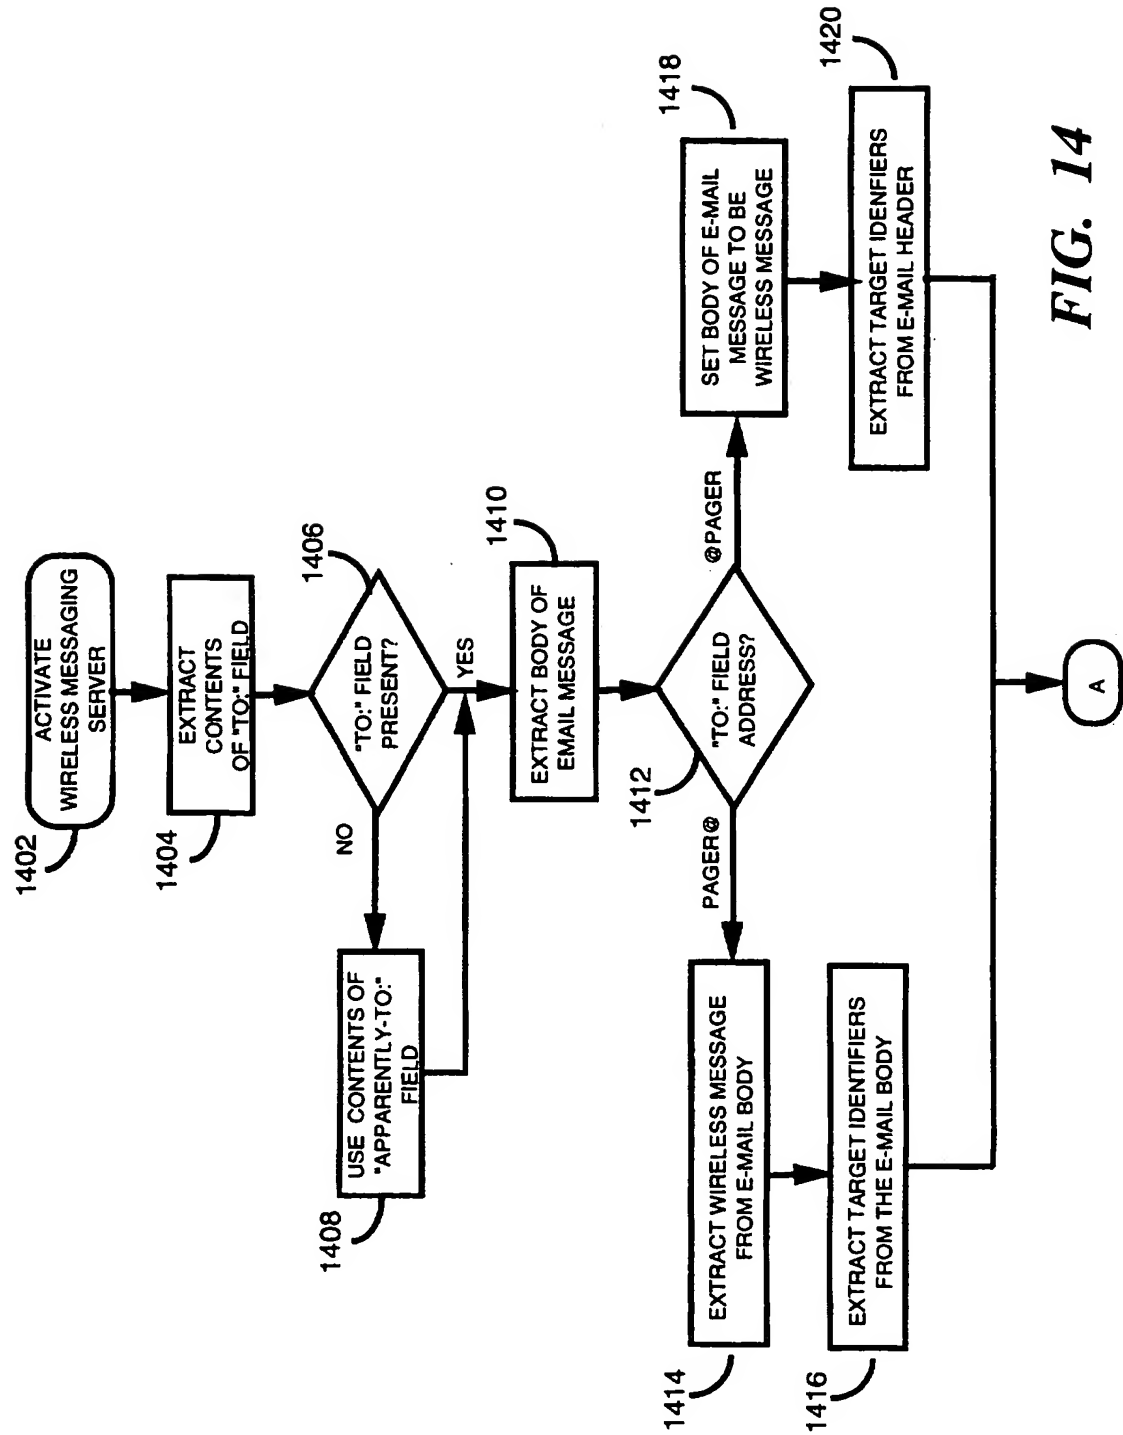 1402
ACTIVATE
WIRELESS MESSAGING
SERVER
1404
EXTRACT
CONTENTS
OF "TO:" FIELD
1406
"TO:" FIELD
PRESENT?
NO
YES
1408
USE CONTENTS OF
"APPARENTLY-TO:"
FIELD
1410
EXTRACT BODY OF
EMAIL MESSAGE
1412
"TO:" FIELD
ADDRESS?
PAGER@
@PAGER
1414
EXTRACT WIRELESS MESSAGE
FROM E-MAIL BODY
1416
EXTRACT TARGET IDENTIFIERS
FROM THE E-MAIL BODY
1418
SET BODY OF E-MAIL
MESSAGE TO BE
WIRELESS MESSAGE
1420
EXTRACT TARGET IDENFIERS
FROM E-MAIL HEADER
A
FIG. 14